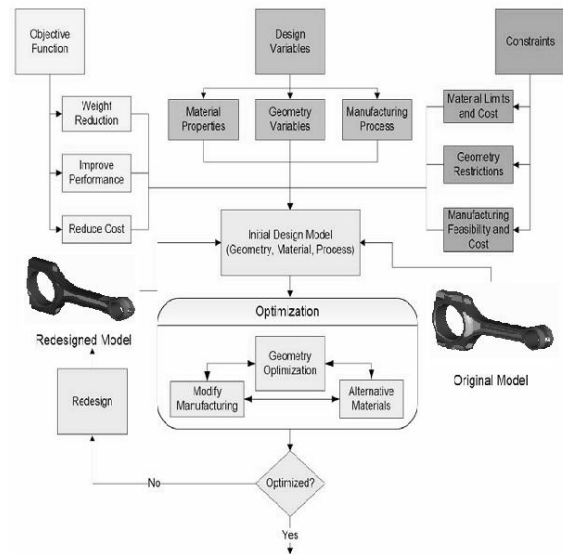 Objective
Function
Design
Variables
Constraints
Weight
Reduction
Improve
Performance
Reduce Cost
Material
Properties
Geometry
Variables
Manufacturing
Process
Material Limits
and Cost
Geometry
Restrictions
Manufacturing
Feasibility and
Cost
Initial Design Model
(Geometry, Material, Process)
Redesigned Model
Original Model
Optimization
Geometry
Optimization
Modify
Manufacturing
Alternative
Materials
Redesign
Optimized?
No
Yes